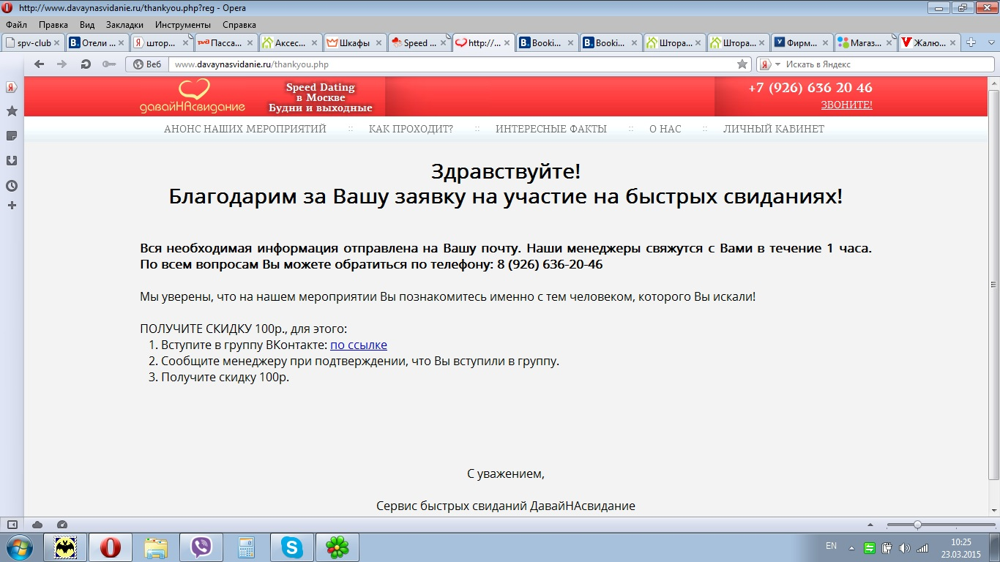 http://www.davaynasvidanie.ru/thankyou.php?reg - Opera
Файл Правка Вид Закладки Инструменты Справка
spv-club В. Отели ... Я штор... Пасса... Аксес... Шкафы Speed ... http://... B. Booki... B. Booki... Штора... Штора... У Фирм... Магаз... Жалю...
Веб www.davaynasvidanie.ru/thankyou.php Я Искать в Яндекс
давайНАсвидание
Speed Dating
в Москве
Будни и выходные
+7 (926) 636 20 46
ЗВОНИТЕ!
АНОНС НАШИХ МЕРОПРИЯТИЙ :: КАК ПРОХОДИТ? :: ИНТЕРЕСНЫЕ ФАКТЫ :: О НАС :: ЛИЧНЫЙ КАБИНЕТ
Здравствуйте!
Благодарим за Вашу заявку на участие на быстрых свиданиях!
Вся необходимая информация отправлена на Вашу почту. Наши менеджеры свяжутся с Вами в течение 1 часа.
По всем вопросам Вы можете обратиться по телефону: 8 (926) 636-20-46
Мы уверены, что на нашем мероприятии Вы познакомитесь именно с тем человеком, которого Вы искали!
ПОЛУЧИТЕ СКИДКУ 100р., для этого:
1. Вступите в группу ВКонтакте: по ссылке
2. Сообщите менеджеру при подтверждении, что Вы вступили в группу.
3. Получите скидку 100р.
С уважением,
Сервис быстрых свиданий ДавайНАсвидание
EN
10:25
23.03.2015